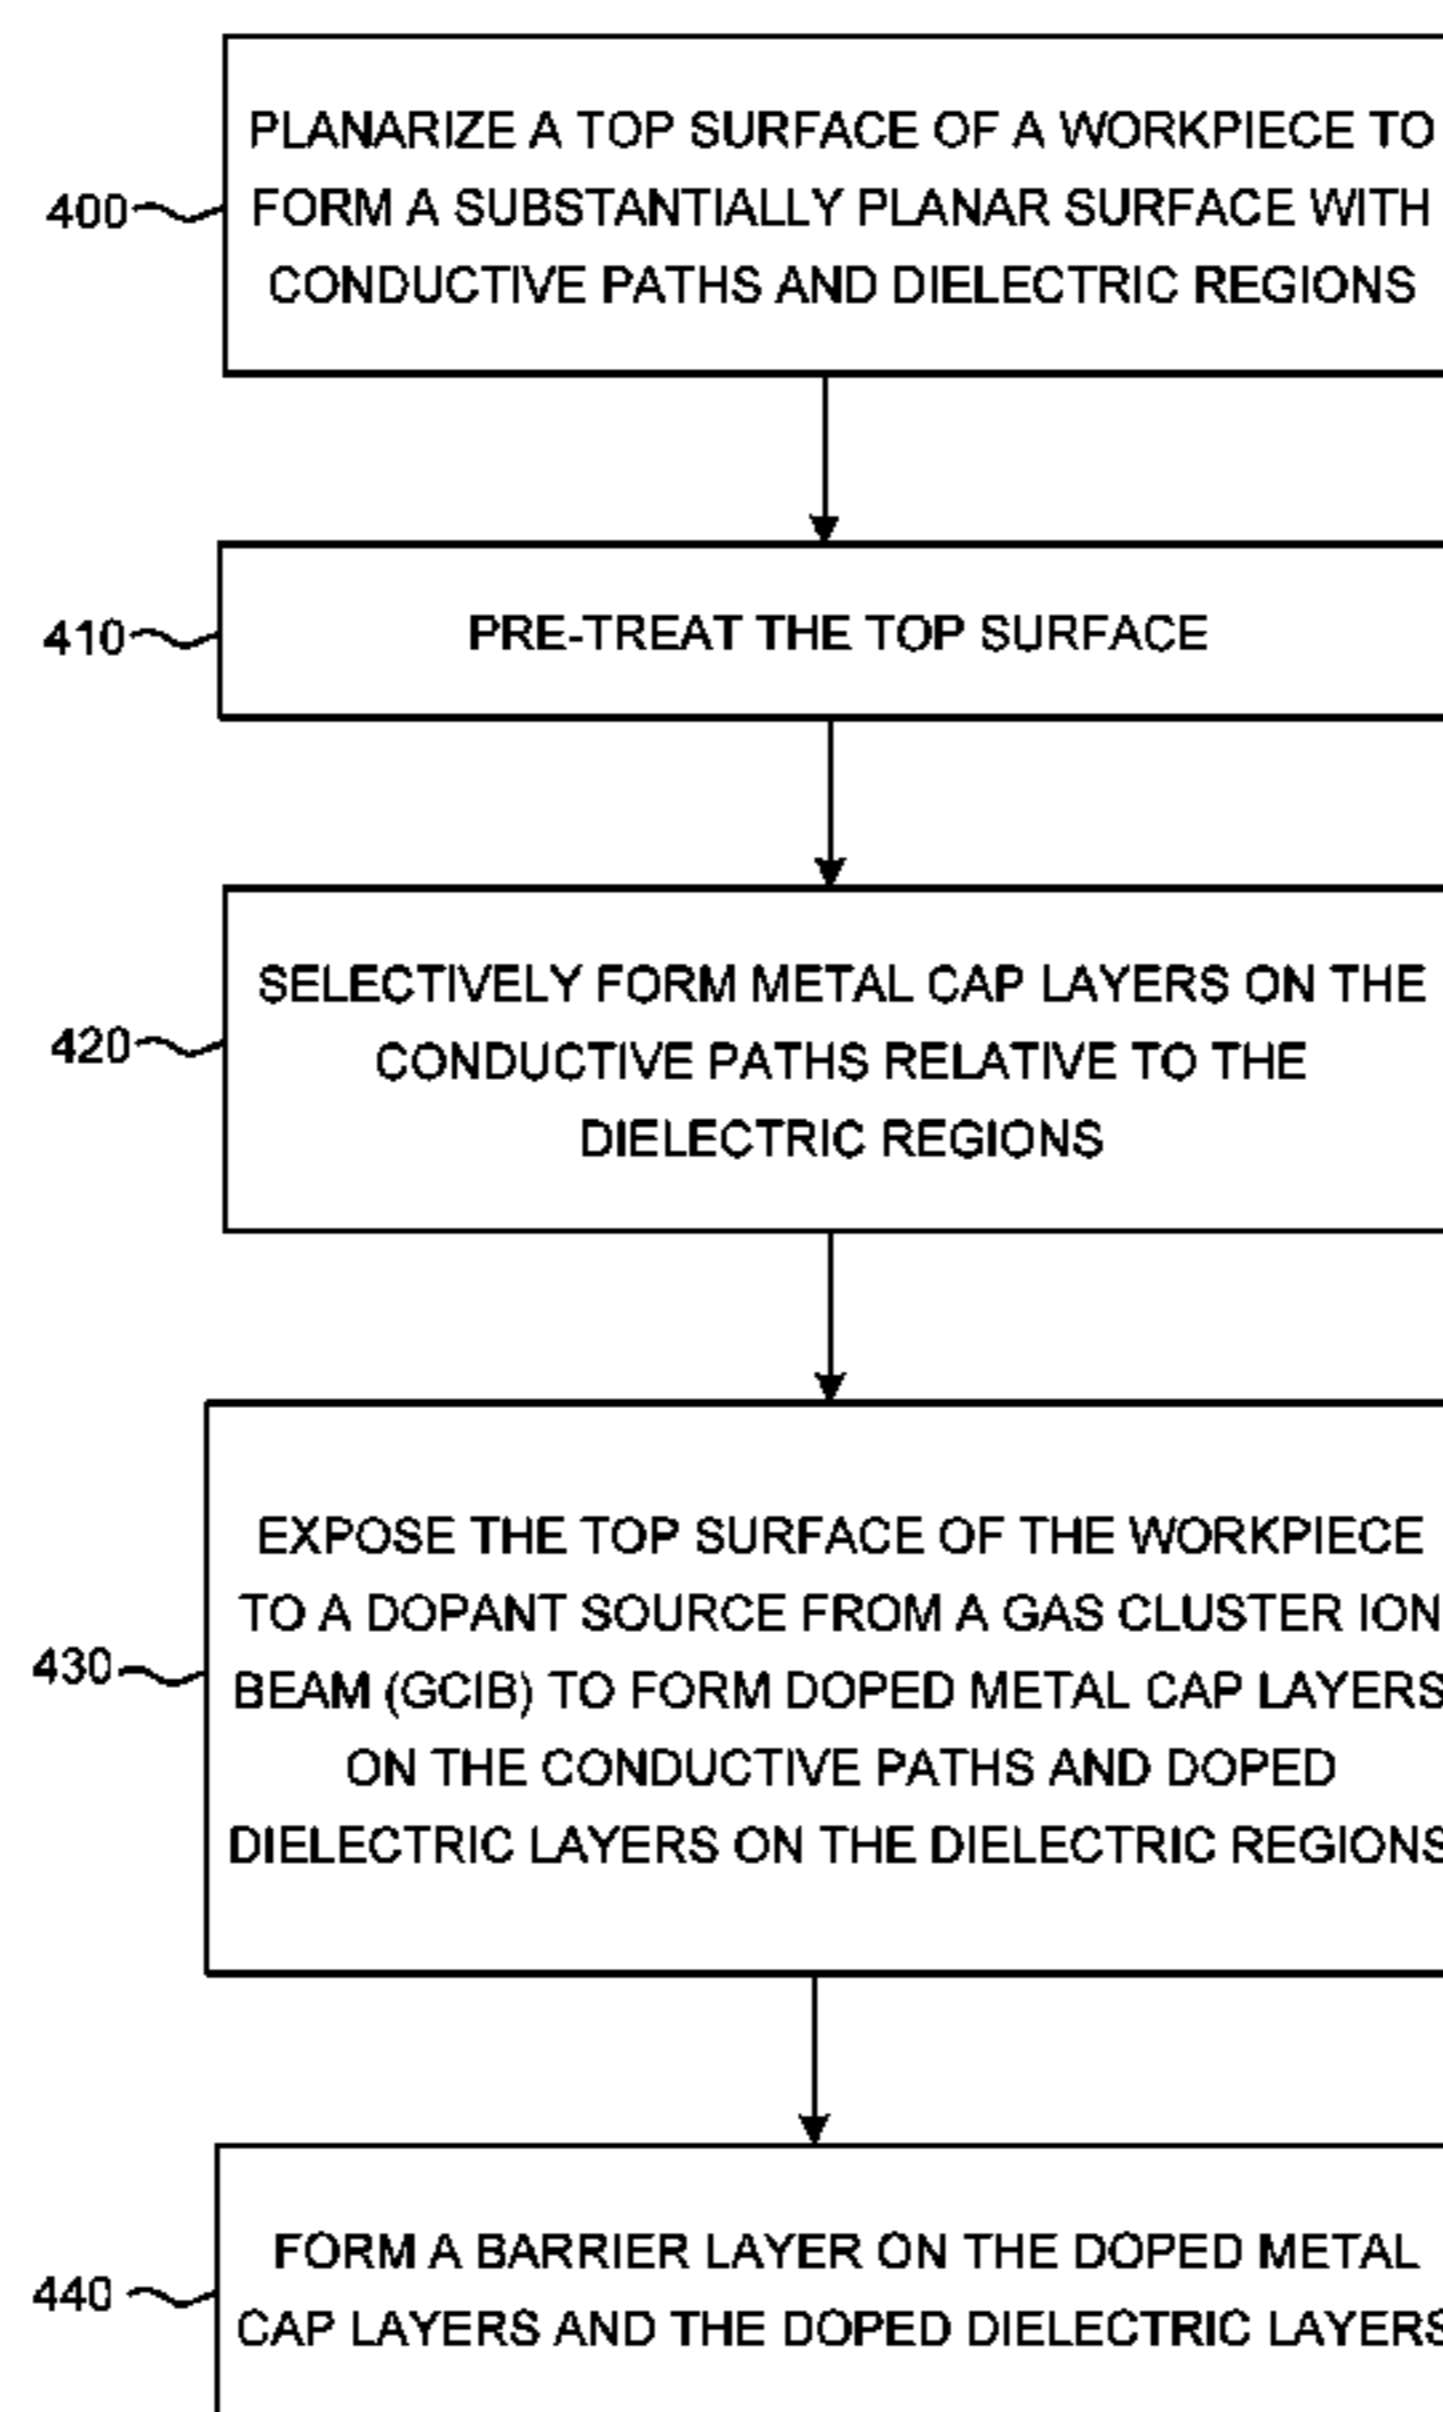 PLANARIZE A TOP SURFACE OF A WORKPIECE TO
400 FORM A SUBSTANTIALLY PLANAR SURFACE WITH
CONDUCTIVE PATHS AND DIELECTRIC REGIONS
410 PRE-TREAT THE TOP SURFACE
SELECTIVELY FORM METAL CAP LAYERS ON THE
420 CONDUCTIVE PATHS RELATIVE TO THE
DIELECTRIC REGIONS
EXPOSE THE TOP SURFACE OF THE WORKPIECE
TO A DOPANT SOURCE FROM A GAS CLUSTER ION
430 BEAM (GCIB) TO FORM DOPED METAL CAP LAYERS
ON THE CONDUCTIVE PATHS AND DOPED
DIELECTRIC LAYERS ON THE DIELECTRIC REGIONS
FORM A BARRIER LAYER ON THE DOPED METAL
440 CAP LAYERS AND THE DOPED DIELECTRIC LAYERS